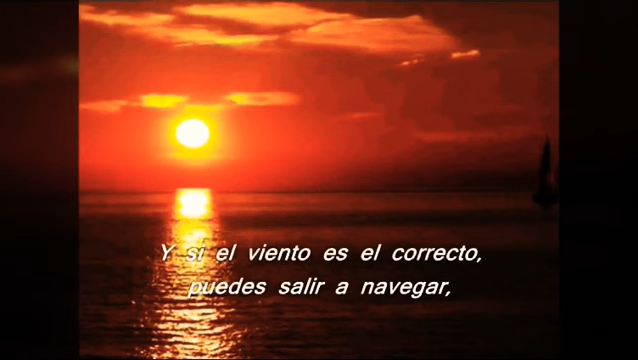 Y si el viento es el correcto,
puedes salir a navegar,